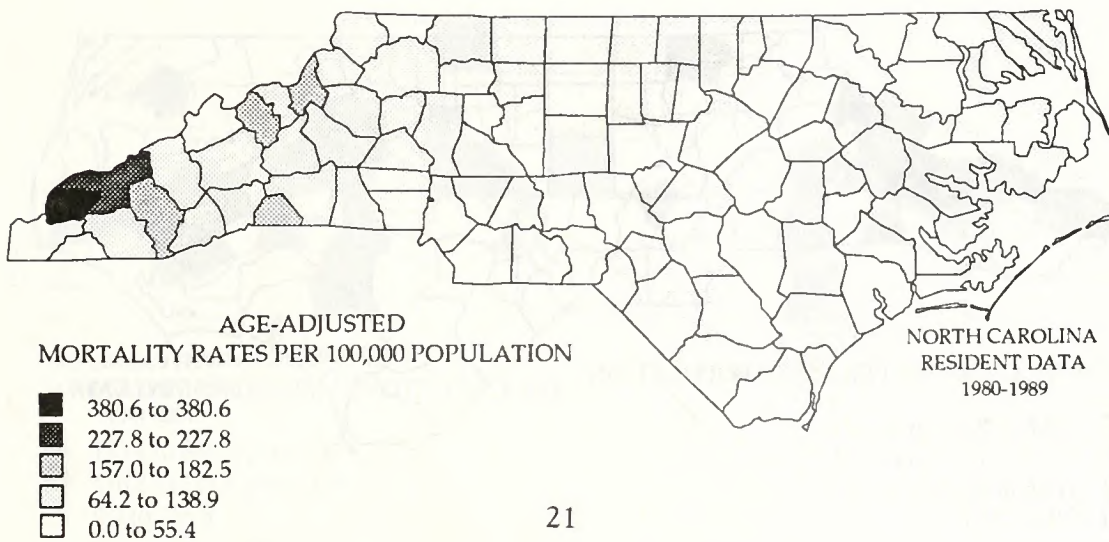 AGE-ADJUSTED
MORTALITY RATES PER 100,000 POPULATION
380.6 to 380.6
227.8 to 227.8
157.0 to 182.5
64.2 to 138.9
0.0 to 55.4
NORTH CAROLINA
RESIDENT DATA
1980-1989
21